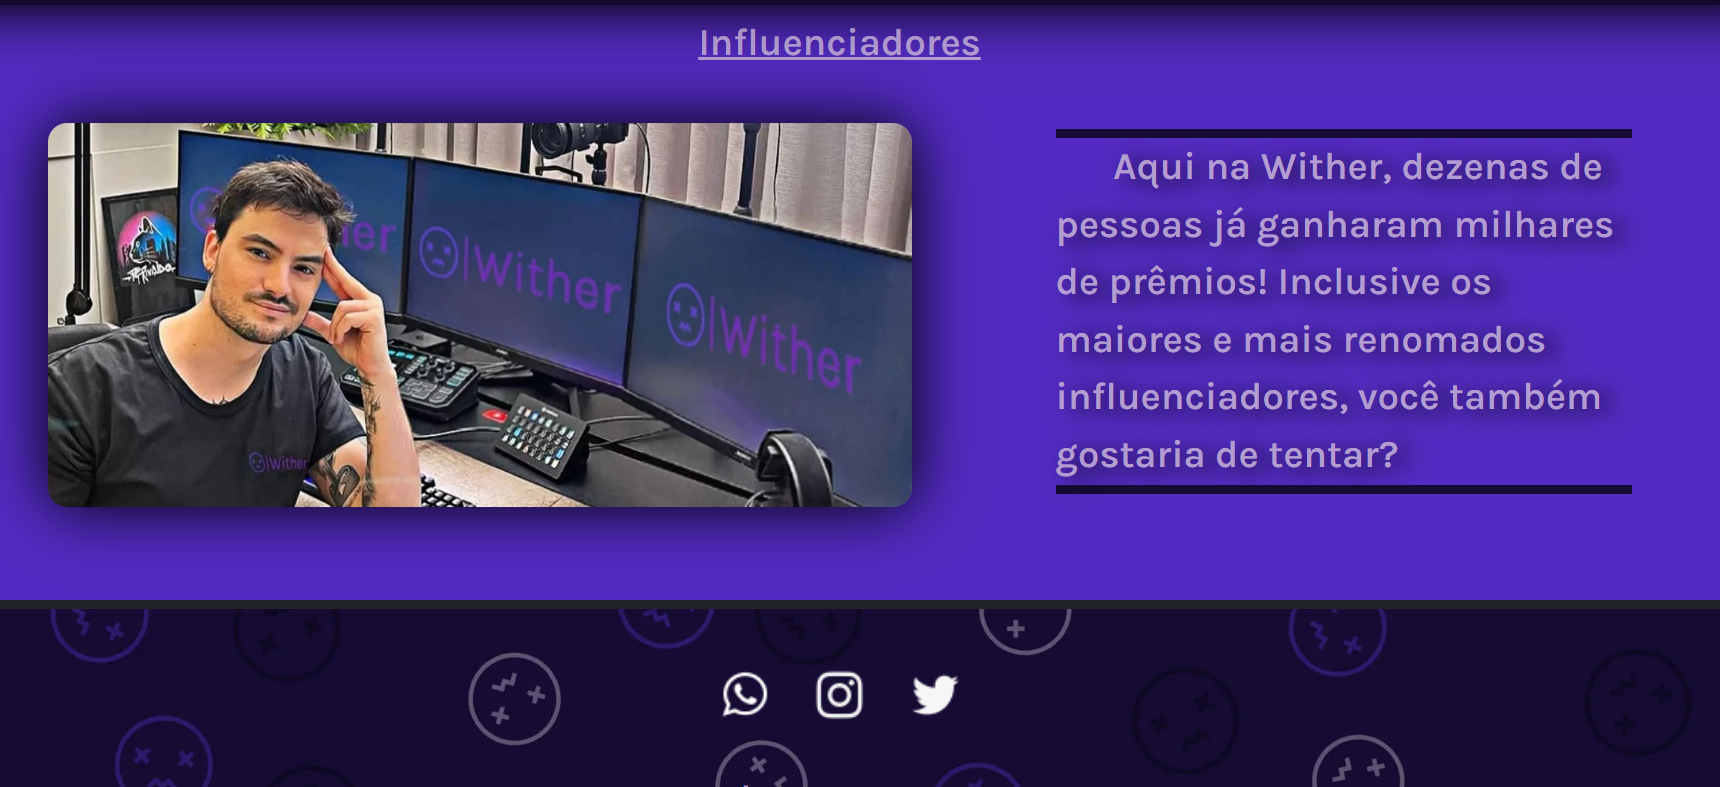 Influenciadores
Aqui na Wither, dezenas de
pessoas já ganharam milhares
de prêmios! Inclusive os
maiores e mais renomados
influenciadores, você também
gostaria de tentar?
|Wither
|Wither
|Wither